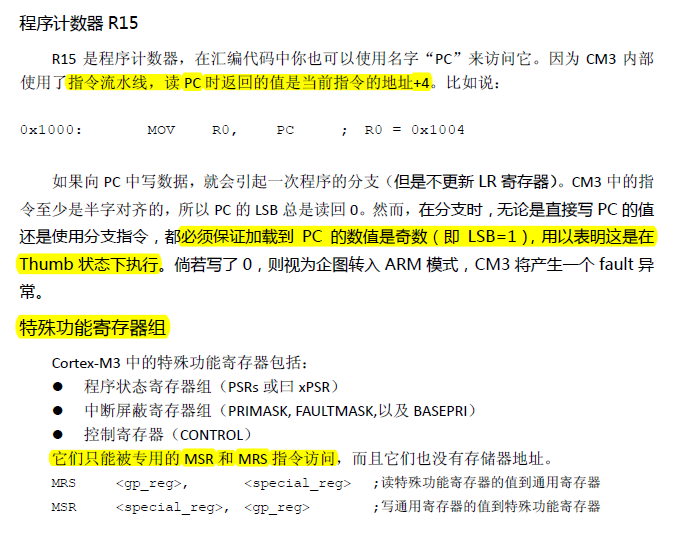 程序计数器 R15
R15 是程序计数器，在汇编代码中你也可以使用名字“PC”来访问它。因为 CM3 内部
使用了指令流水线，读 PC 时返回的值是当前指令的地址+4。比如说：
0x1000: MOV R0, PC ; R0 = 0x1004
如果向 PC 中写数据，就会引起一次程序的分支（但是不更新 LR 寄存器）。CM3 中的指
令至少是半字对齐的，所以 PC 的 LSB 总是读回 0。然而，在分支时，无论是直接写 PC 的值
还是使用分支指令，都必须保证加载到 PC 的数值是奇数（即 LSB=1），用以表明这是在
Thumb 状态下执行。倘若写了 0，则视为企图转入 ARM 模式，CM3 将产生一个 fault 异
常。
特殊功能寄存器组
Cortex-M3 中的特殊功能寄存器包括：
● 程序状态寄存器组（PSRs 或曰 xPSR）
● 中断屏蔽寄存器组（PRIMASK, FAULTMASK,以及 BASEPRI）
● 控制寄存器（CONTROL）
它们只能被专用的 MSR 和 MRS 指令访问，而且它们也没有存储器地址。
MRS <gp_reg>, <special_reg> ;读特殊功能寄存器的值到通用寄存器
MSR <special_reg>, <gp_reg> ;写通用寄存器的值到特殊功能寄存器